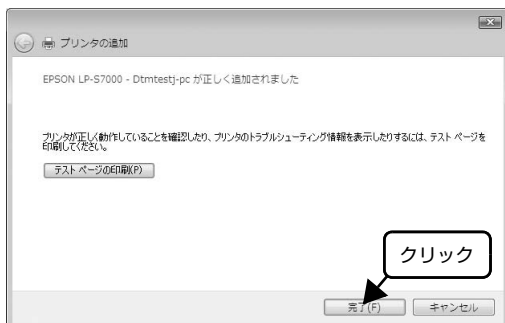 プリンタの追加
EPSON LP-S7000 - Dtmtestj-pc が正しく追加されました
プリンタが正しく動作していることを確認したり、プリンタのトラブルシューティング情報を表示したりするには、テスト ページを
印刷してください。
テスト ページの印刷(P)
クリック
完了(F)
キャンセル